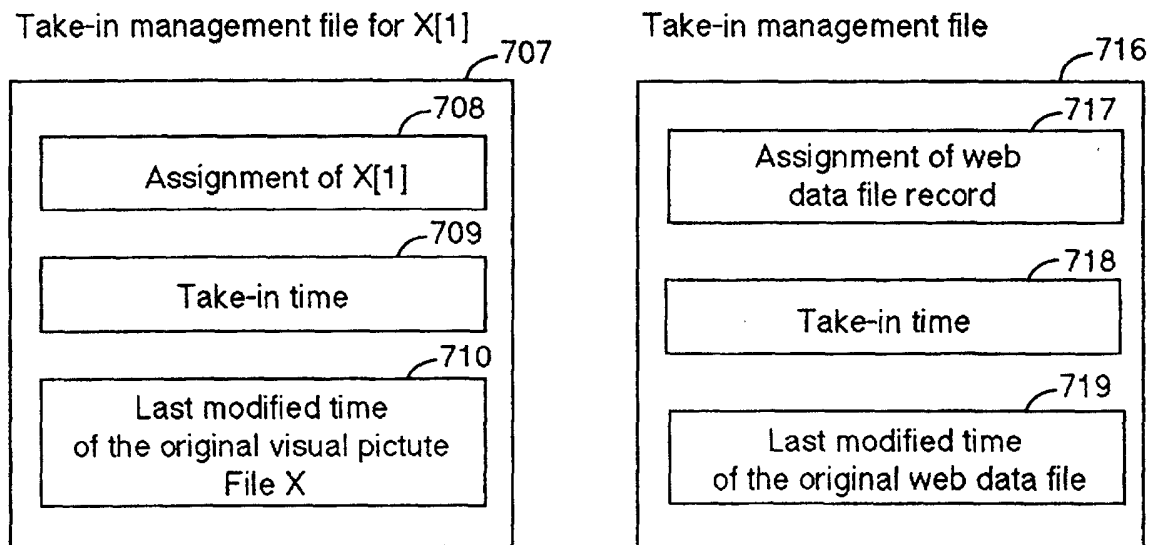 Take-in management file for X[1]
707
708
Assignment of X[1]
709
Take-in time
710
Last modified time
of the original visual pictute
File X
Take-in management file
716
717
Assignment of web
data file record
718
Take-in time
719
Last modified time
of the original web data file